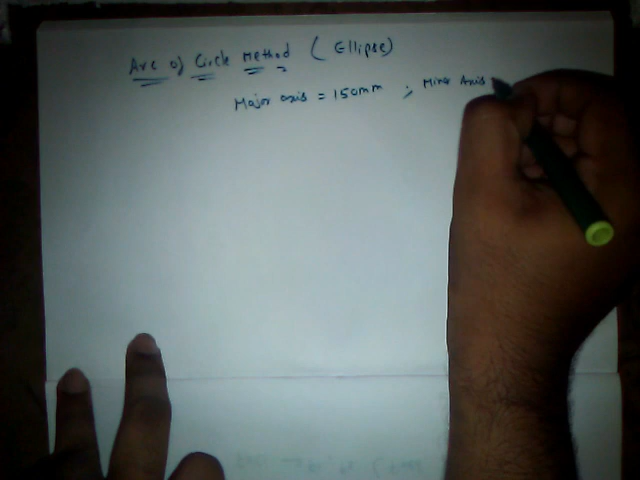 Arc of Circle Method (Ellipse)
Major axis = 150mm ; Minor Axis